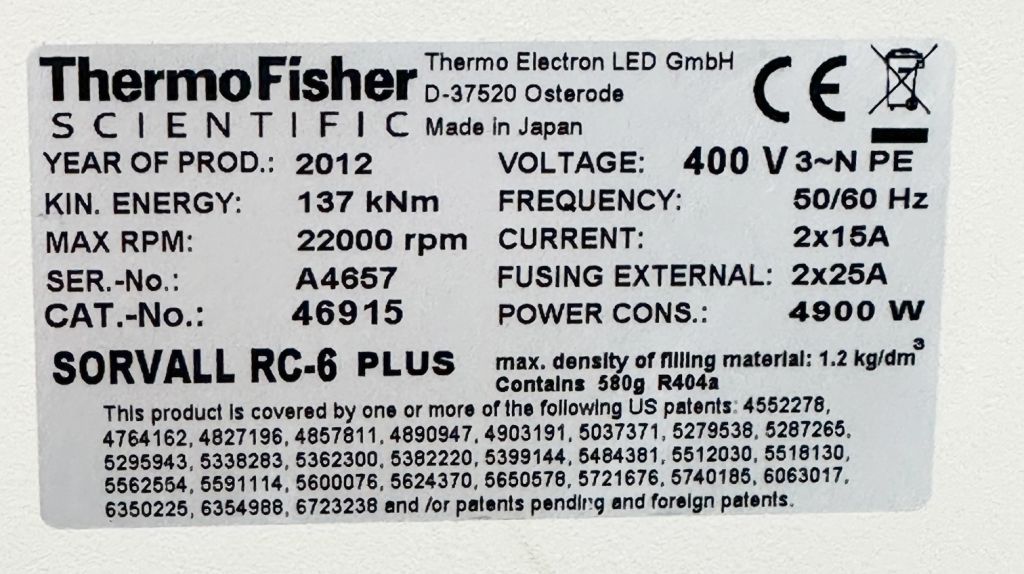 ThermoFisher
SCIENTIFIC
Thermo Electron LED GmbH
D-37520 Osterode
Made in Japan
CE
YEAR OF PROD.: 2012
KIN. ENERGY: 137 kNm
MAX RPM: 22000 rpm
SER.-No.: A4657
CAT.-No.: 46915
VOLTAGE: 400 V 3~N PE
FREQUENCY: 50/60 Hz
CURRENT: 2x15A
FUSING EXTERNAL: 2x25A
POWER CONS.: 4900 W
SORVALL RC-6 PLUS
max. density of filling material: 1.2 kg/dm³
Contains 580g R404a
This product is covered by one or more of the following US patents: 4552278,
4764162, 4827196, 4857811, 4890947, 4903191, 5037371, 5279538, 5287265,
5295943, 5338283, 5362300, 5382220, 5399144, 5484381, 5512030, 5518130,
5562554, 5591114, 5600076, 5624370, 5650578, 5721676, 5740185, 6063017,
6350225, 6354988, 6723238 and /or patents pending and foreign patents.